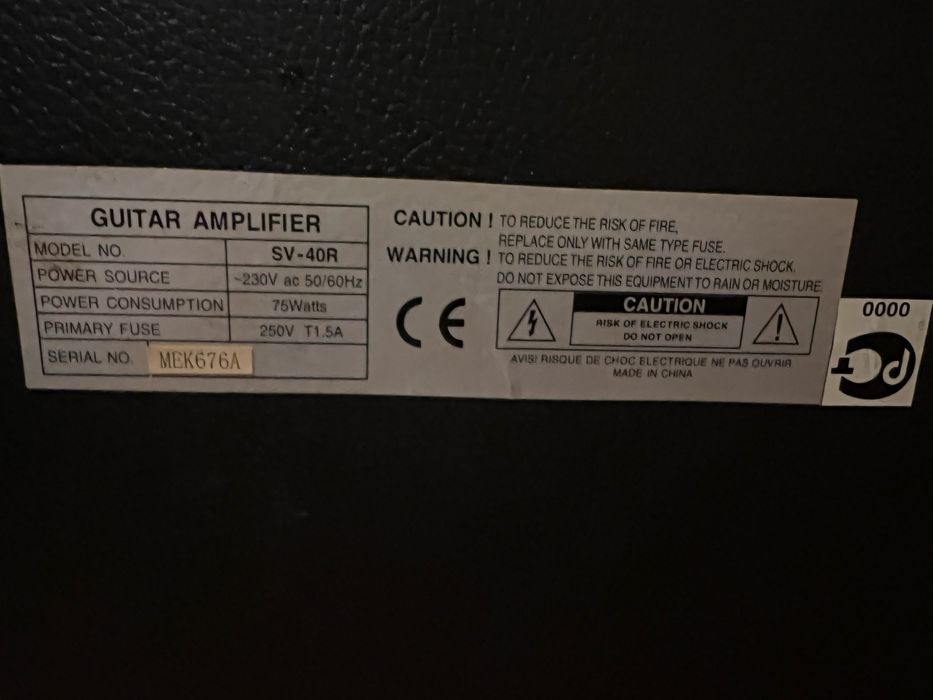 GUITAR AMPLIFIER
MODEL NO. SV-40R
POWER SOURCE ~230V ac 50/60Hz
POWER CONSUMPTION 75Watts
PRIMARY FUSE 250V T1.5A
SERIAL NO. MEK676A
CAUTION ! TO REDUCE THE RISK OF FIRE,
REPLACE ONLY WITH SAME TYPE FUSE.
WARNING ! TO REDUCE THE RISK OF FIRE OR ELECTRIC SHOCK,
DO NOT EXPOSE THIS EQUIPMENT TO RAIN OR MOISTURE
CE
CAUTION
RISK OF ELECTRIC SHOCK
DO NOT OPEN
AVIS! RISQUE DE CHOC ELECTRIQUE NE PAS OUVRIR
MADE IN CHINA
0000
PCT